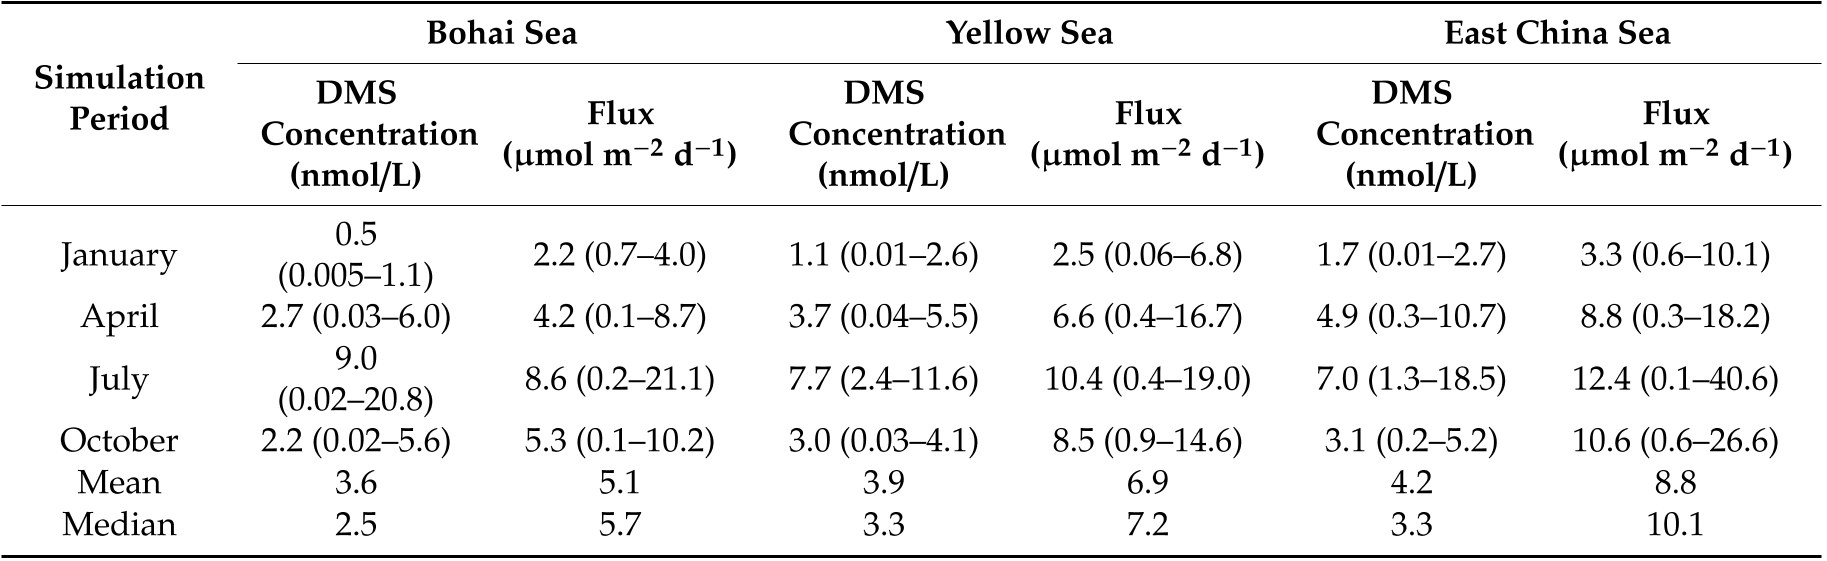 Bohai Sea Yellow Sea East China Sea
Simulation Period
DMS Concentration (nmol/L) Flux (µmol m−2 d−1) DMS Concentration (nmol/L) Flux (µmol m−2 d−1) DMS Concentration (nmol/L) Flux (µmol m−2 d−1)
January 0.5 (0.005–1.1) 2.2 (0.7–4.0) 1.1 (0.01–2.6) 2.5 (0.06–6.8) 1.7 (0.01–2.7) 3.3 (0.6–10.1)
April 2.7 (0.03–6.0) 4.2 (0.1–8.7) 3.7 (0.04–5.5) 6.6 (0.4–16.7) 4.9 (0.3–10.7) 8.8 (0.3–18.2)
July 9.0 (0.02–20.8) 8.6 (0.2–21.1) 7.7 (2.4–11.6) 10.4 (0.4–19.0) 7.0 (1.3–18.5) 12.4 (0.1–40.6)
October 2.2 (0.02–5.6) 5.3 (0.1–10.2) 3.0 (0.03–4.1) 8.5 (0.9–14.6) 3.1 (0.2–5.2) 10.6 (0.6–26.6)
Mean 3.6 5.1 3.9 6.9 4.2 8.8
Median 2.5 5.7 3.3 7.2 3.3 10.1